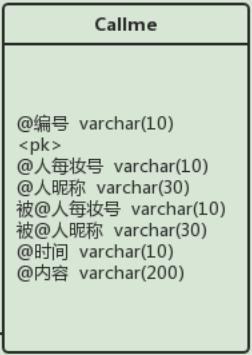 Callme
@编号 varchar(10)
<pk>
@人每妆号 varchar(10)
@人昵称 varchar(30)
被@人每妆号 varchar(10)
被@人昵称 varchar(30)
@时间 varchar(10)
@内容 varchar(200)